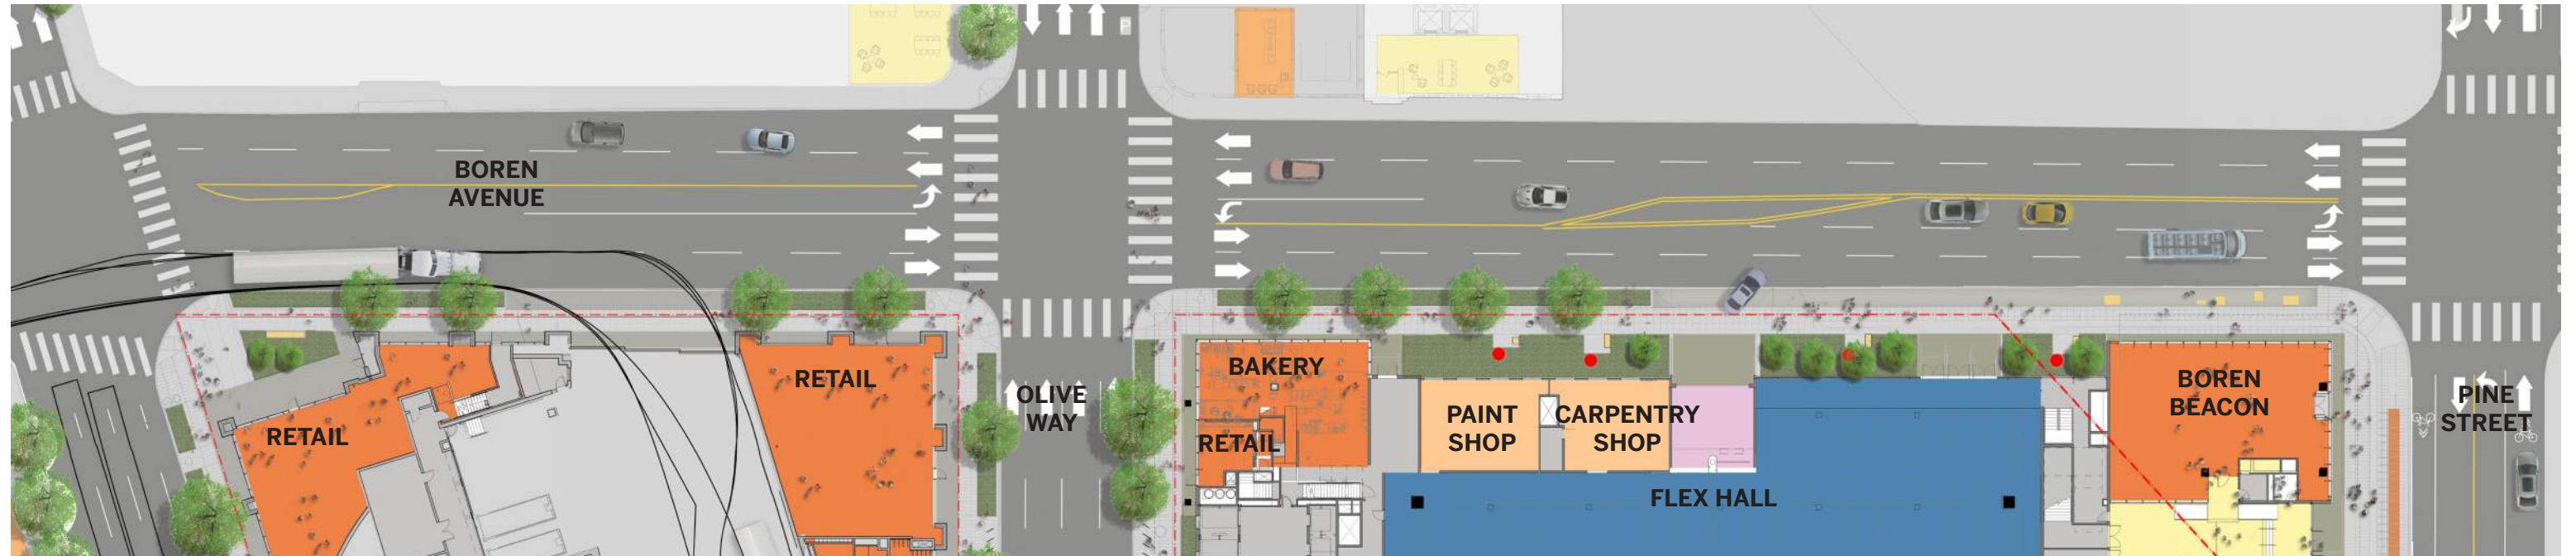 BOREN
AVENUE
RETAIL
RETAIL
OLIVE
WAY
BAKERY
RETAIL
PAINT
SHOP
CARPENTRY
SHOP
FLEX HALL
BOREN
BEACON
PINE
STREET